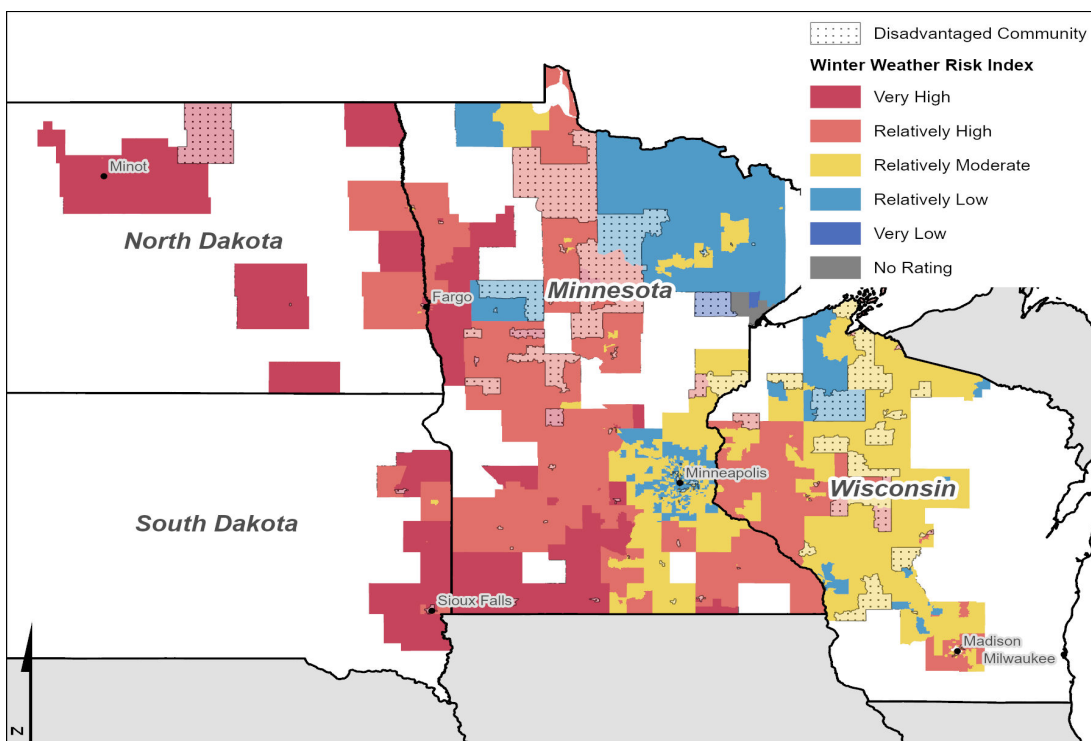 Disadvantaged Community
Winter Weather Risk Index
Very High
Relatively High
Relatively Moderate
Relatively Low
Very Low
No Rating
Minot
North Dakota
Fargo
Minnesota
Minneapolis
Wisconsin
South Dakota
Sioux Falls
Madison
Milwaukee
N